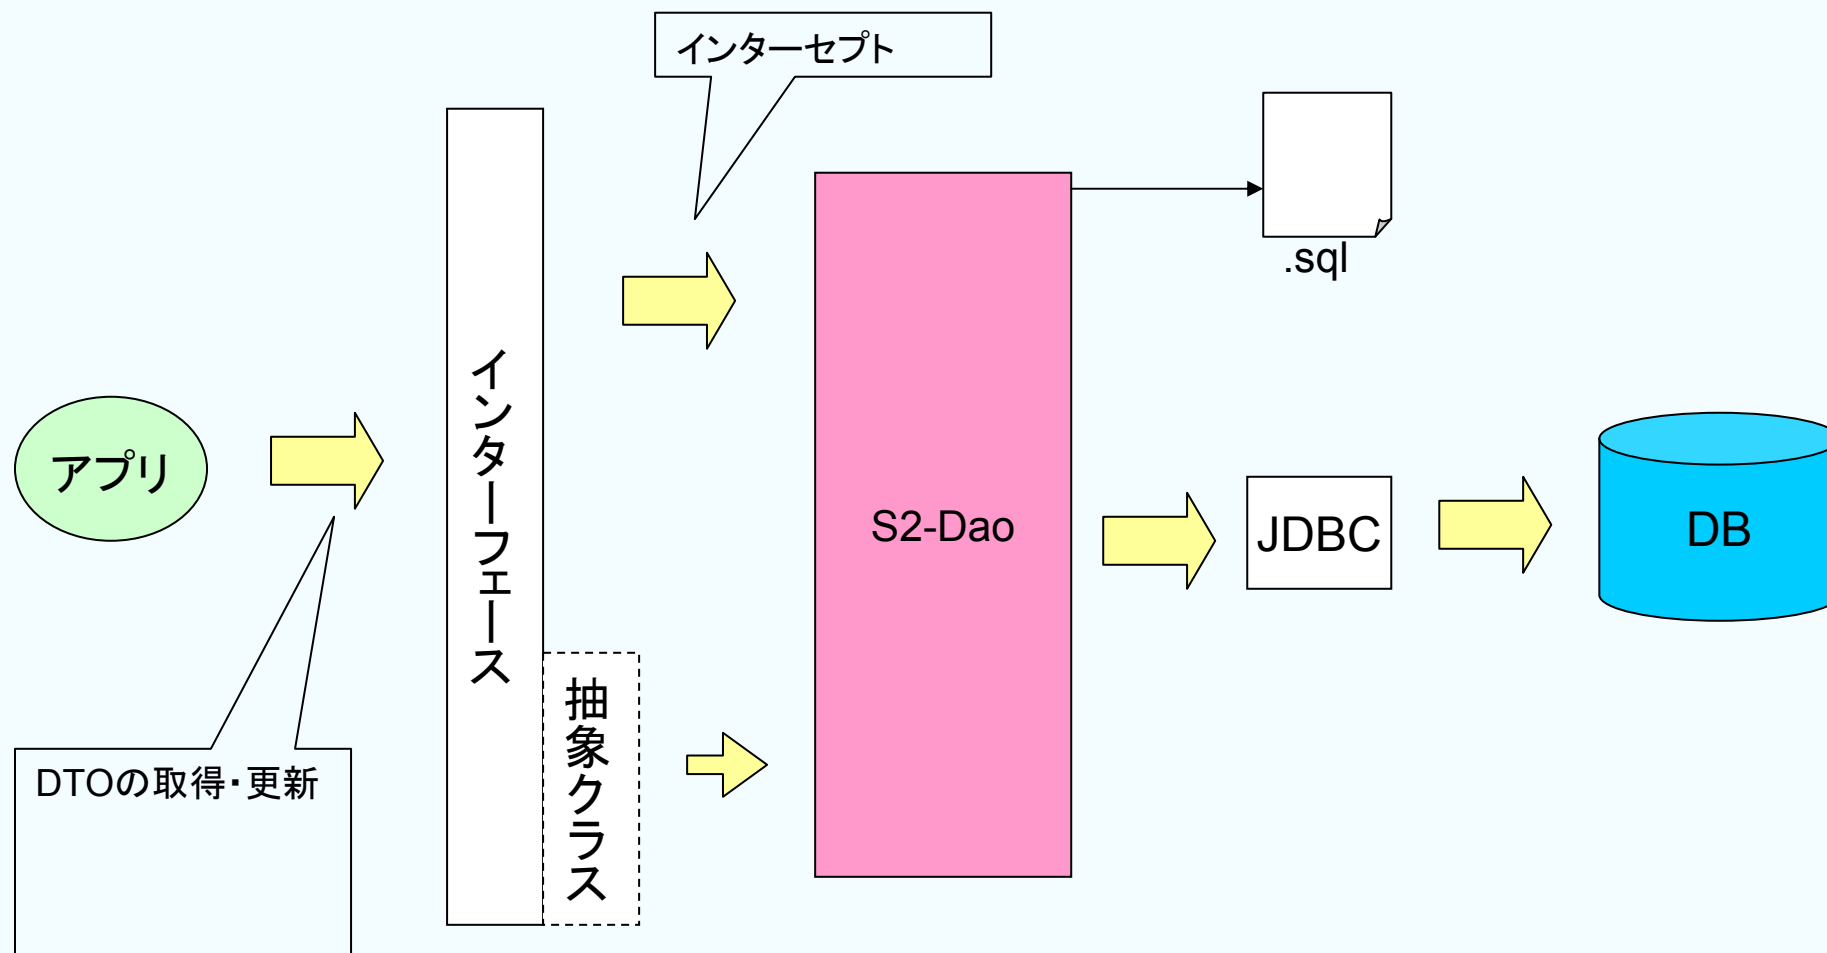 インターセプト
.sql
アプリ
インターフェース
S2-Dao
JDBC
DB
抽象クラス
DTOの取得・更新